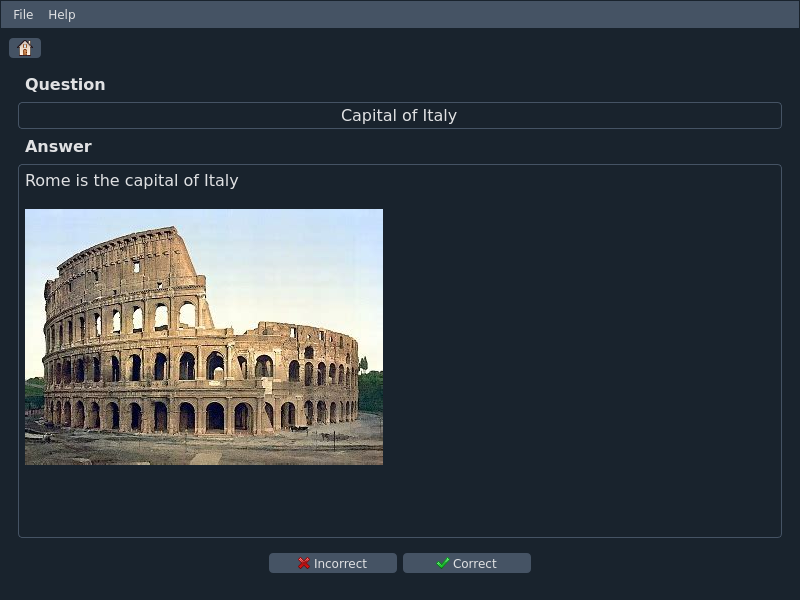 File Help
Question
Capital of Italy
Answer
Rome is the capital of Italy
Incorrect Correct